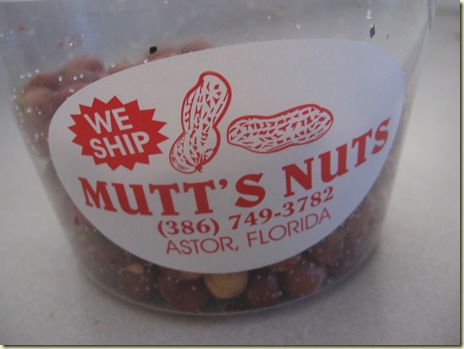 WE
SHIP
MUTT'S NUTS
(386) 749-3782
ASTOR, FLORIDA